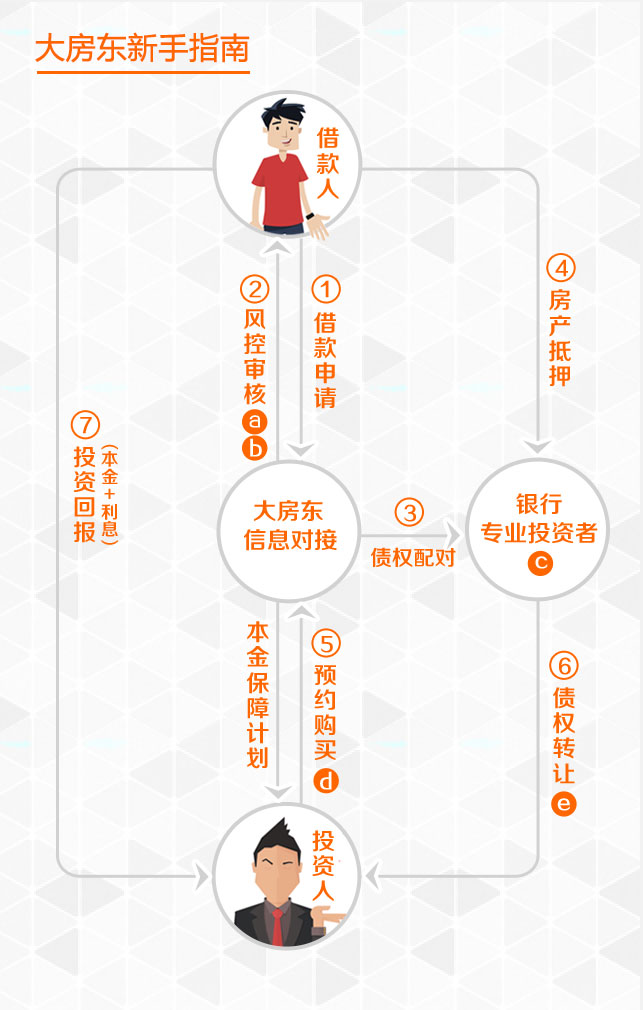 大房东新手指南
借款人
① 借款申请
② 风控审核 a b
④ 房产抵押
⑦ 投资回报
(本金+利息)
大房东
信息对接
③
债权配对
银行
专业投资者
c
本金保障计划
⑤ 预约购买 d
⑥ 债权转让 e
投资人